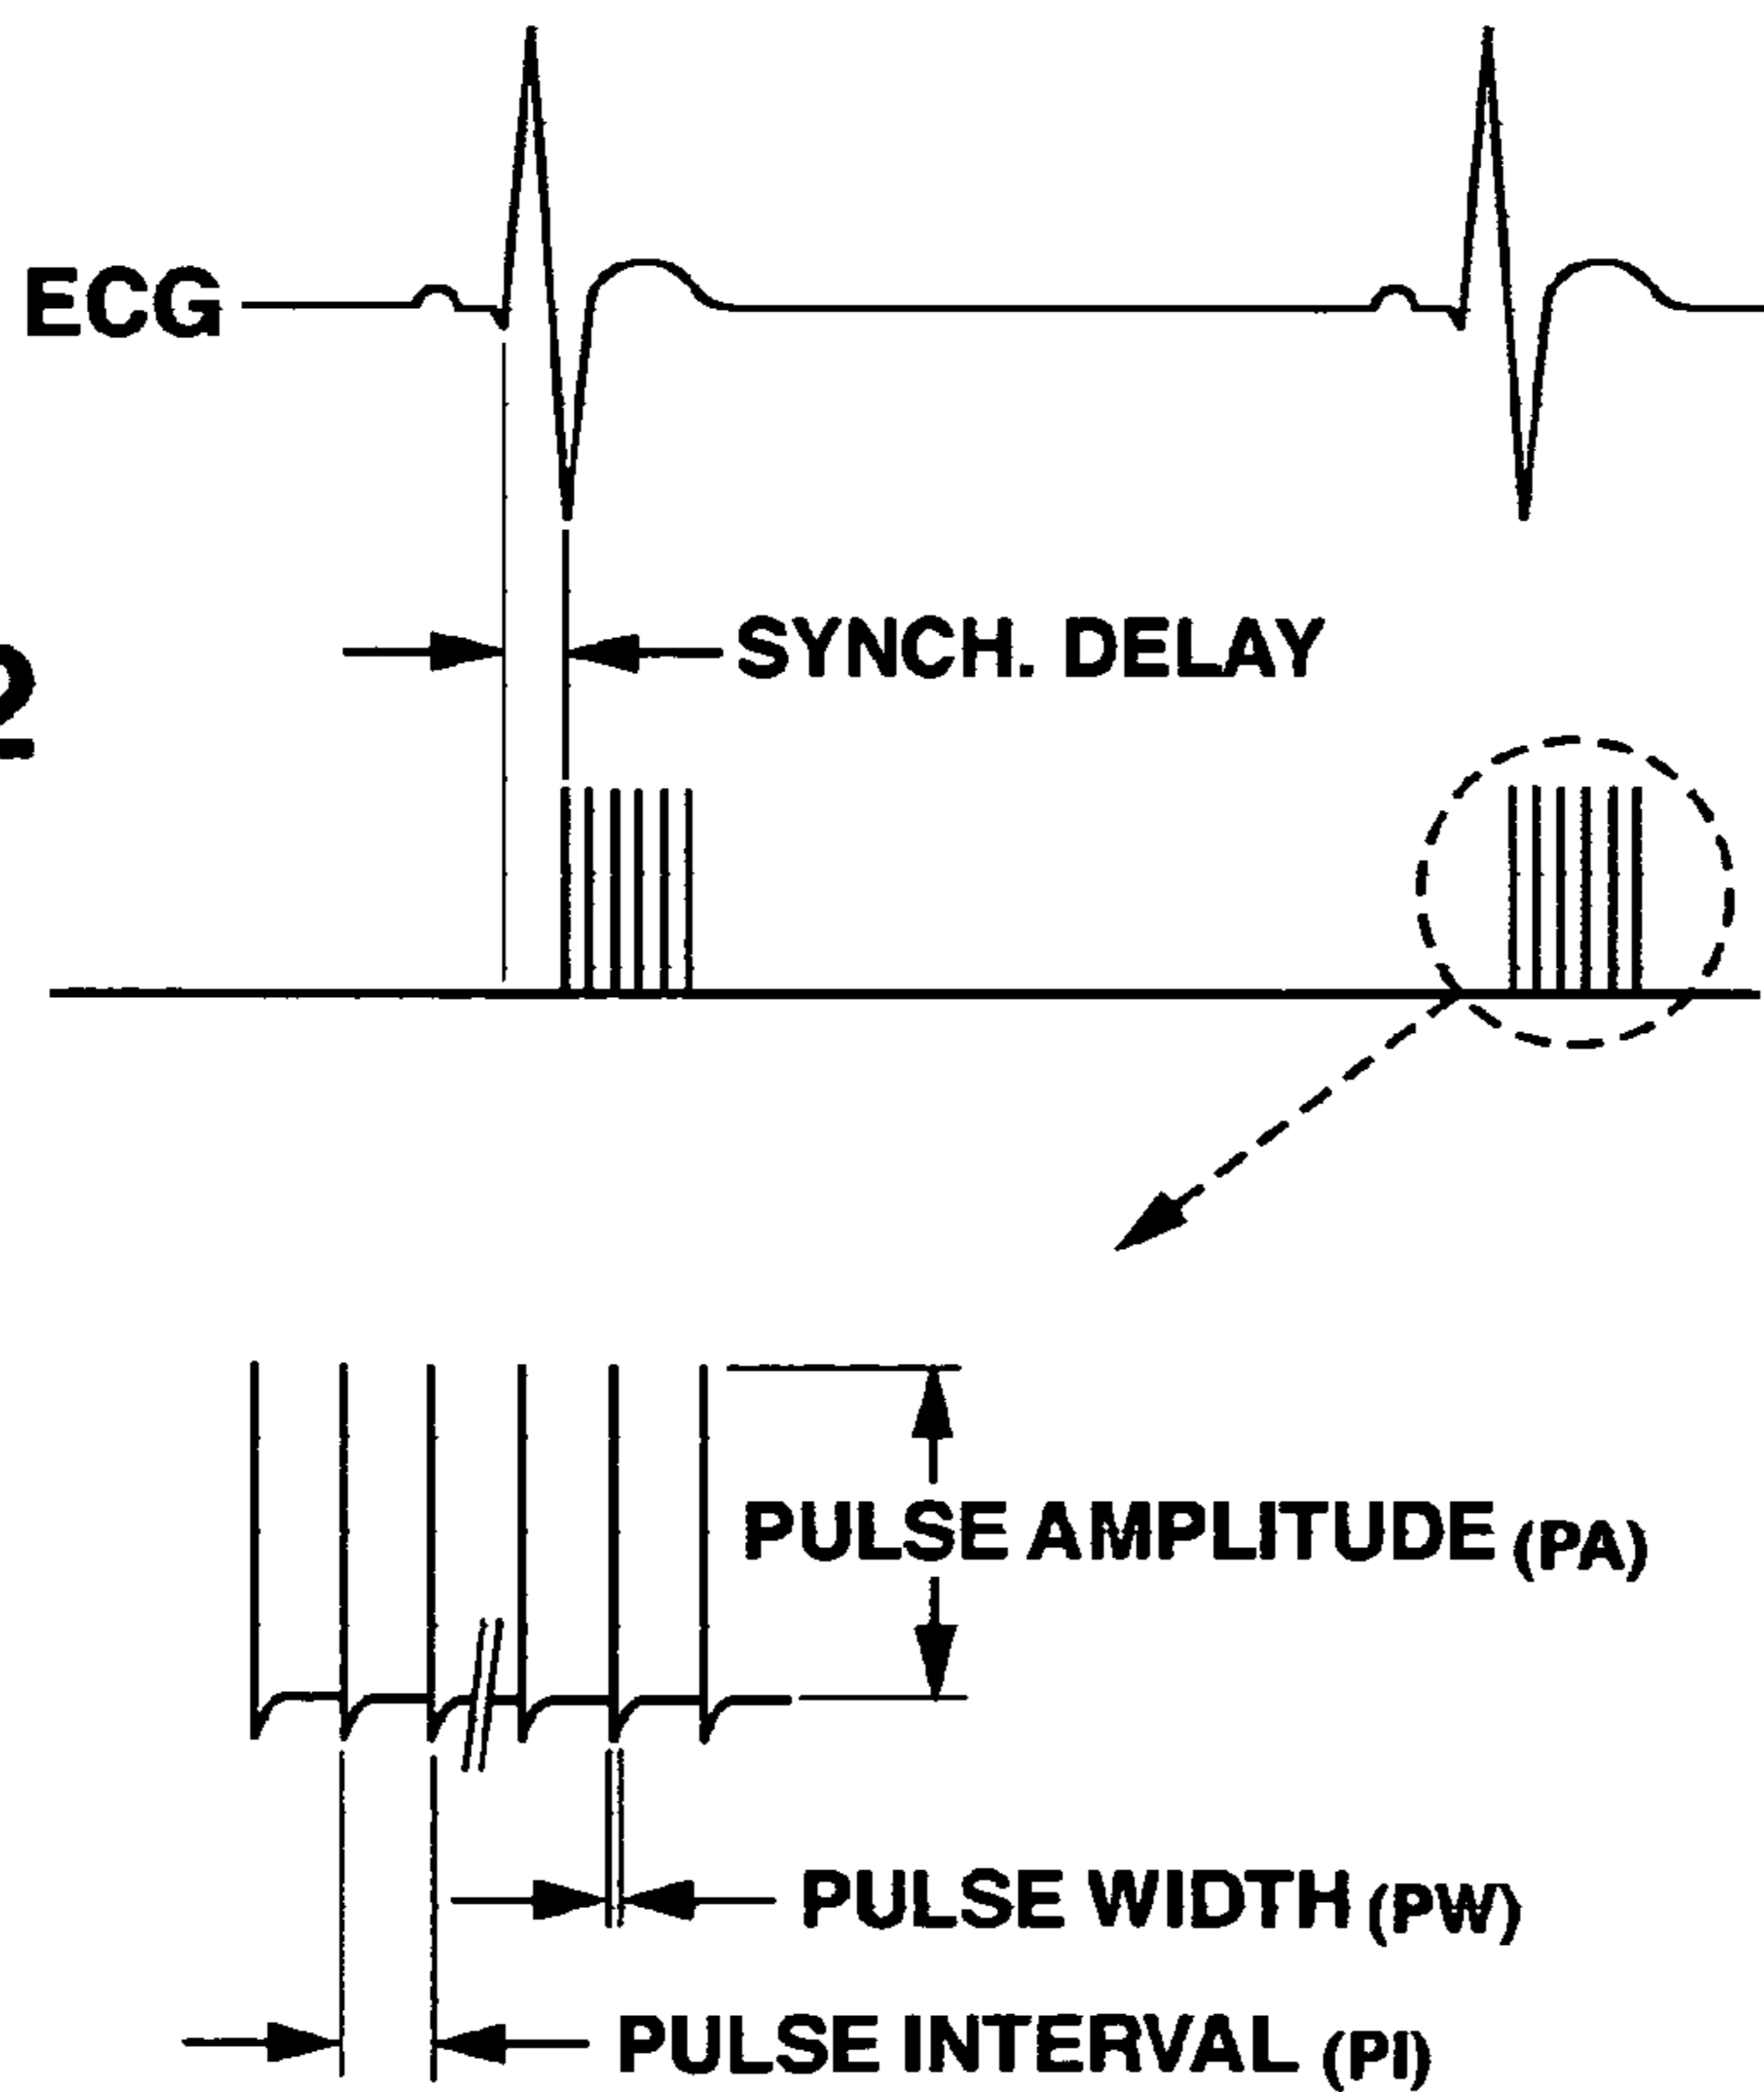 ECG
SYNCH. DELAY
2
PULSE AMPLITUDE (PA)
PULSE WIDTH (PW)
PULSE INTERVAL (PI)